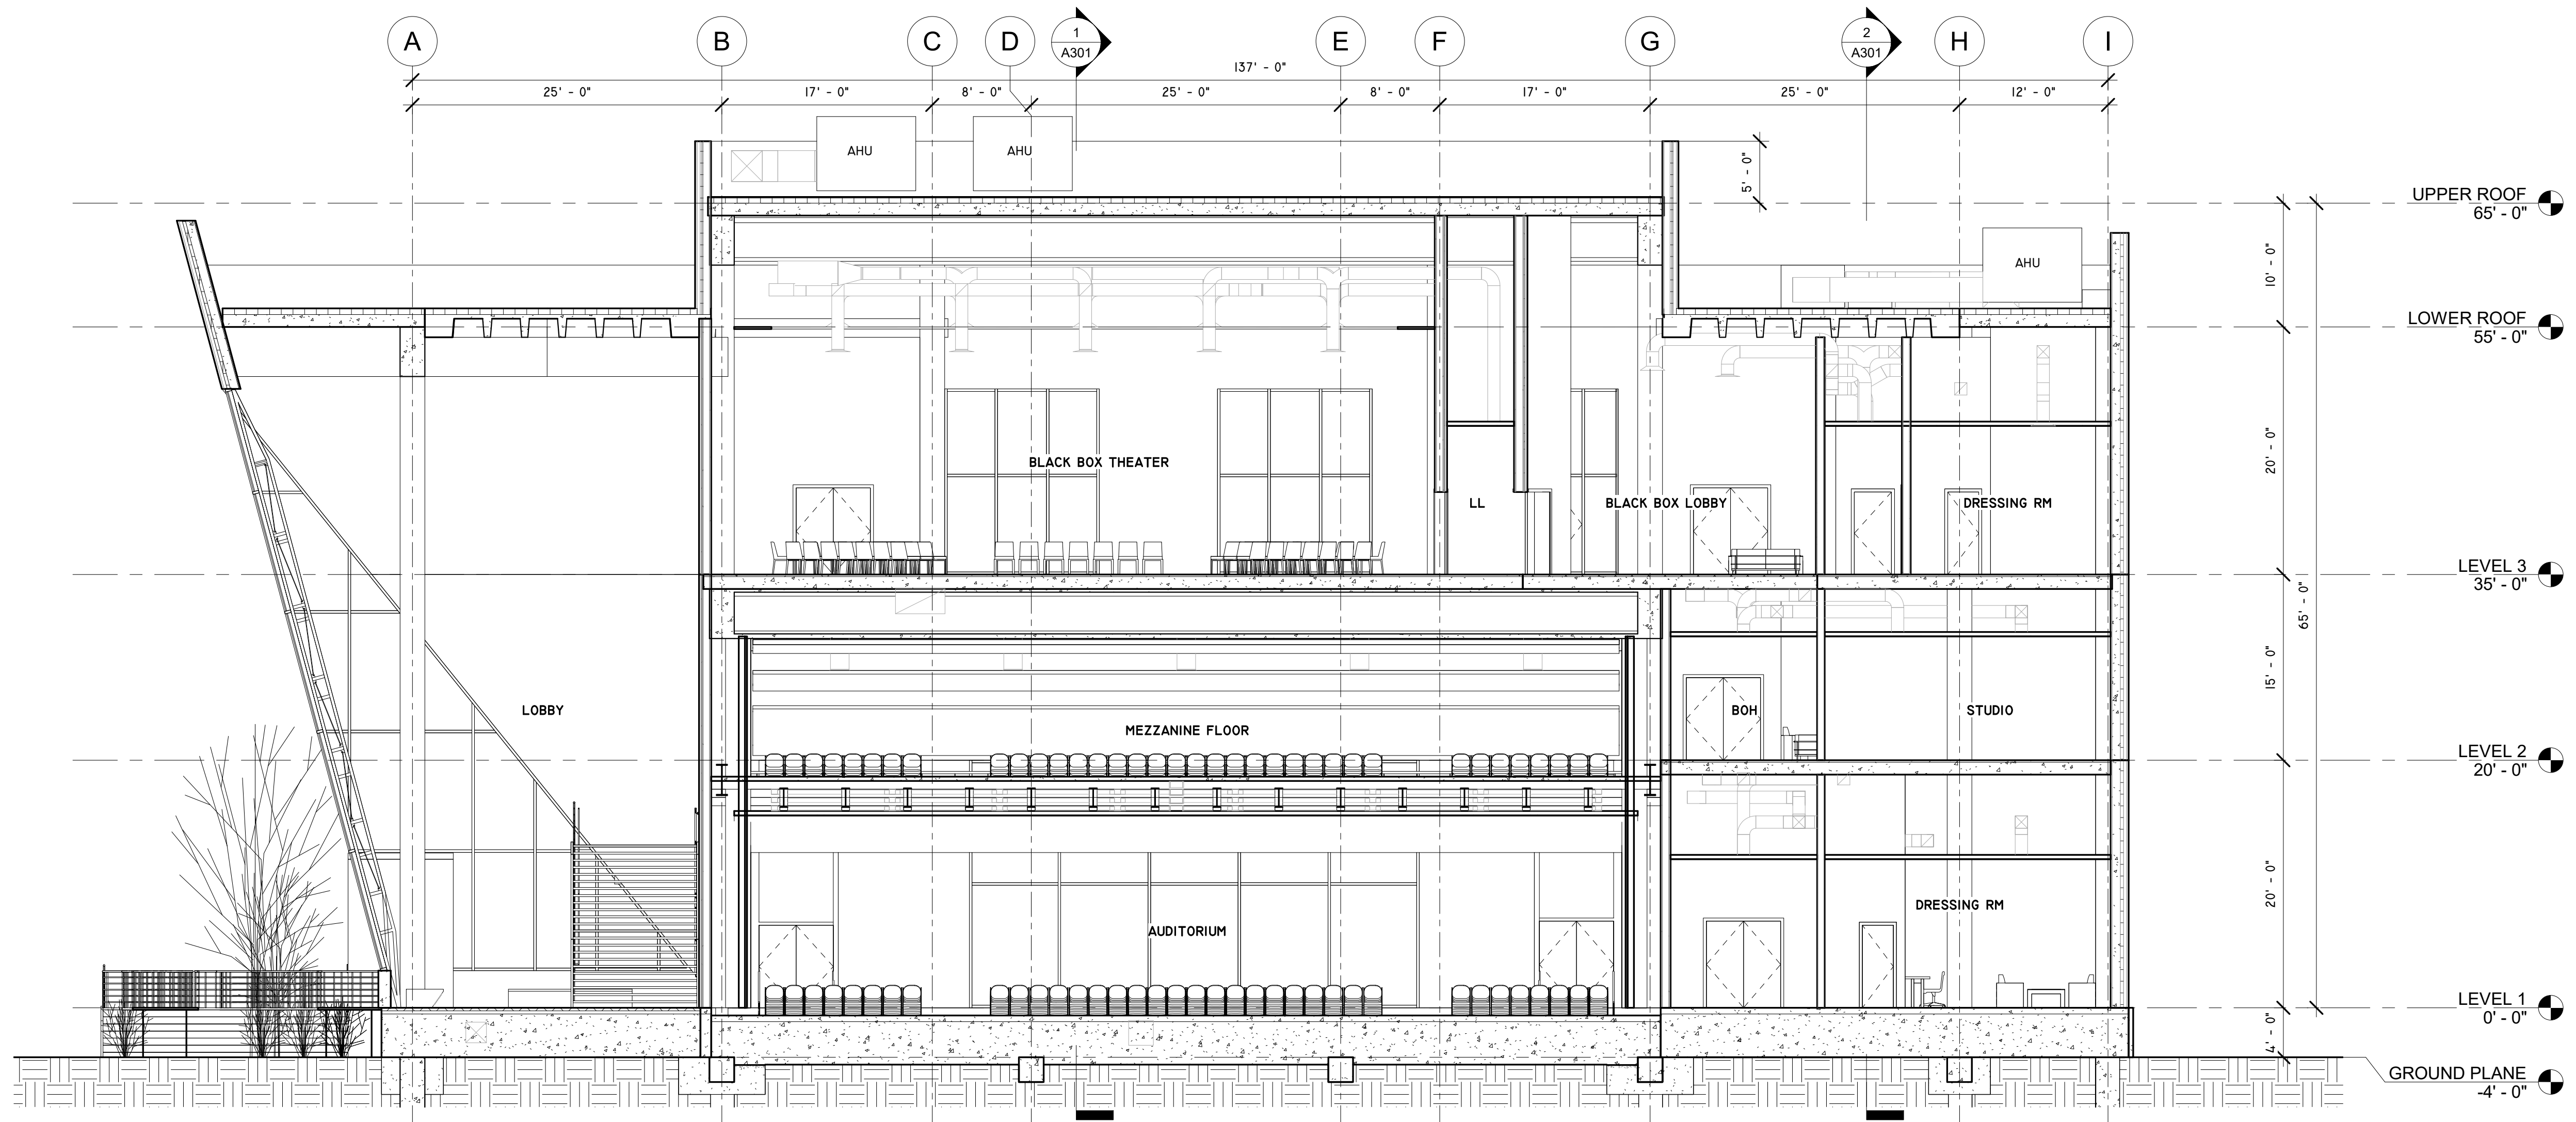 A
B
C
D
1
A301
E
F
G
2
A301
H
I
137' - 0"
25' - 0"
17' - 0"
8' - 0"
25' - 0"
8' - 0"
17' - 0"
25' - 0"
12' - 0"
AHU
AHU
5' - 0"
UPPER ROOF
65' - 0"
AHU
10' - 0"
LOWER ROOF
55' - 0"
BLACK BOX THEATER
LL
BLACK BOX LOBBY
DRESSING RM
20' - 0"
LEVEL 3
35' - 0"
65' - 0"
LOBBY
MEZZANINE FLOOR
BOH
STUDIO
15' - 0"
LEVEL 2
20' - 0"
AUDITORIUM
DRESSING RM
20' - 0"
LEVEL 1
0' - 0"
4' - 0"
GROUND PLANE
-4' - 0"